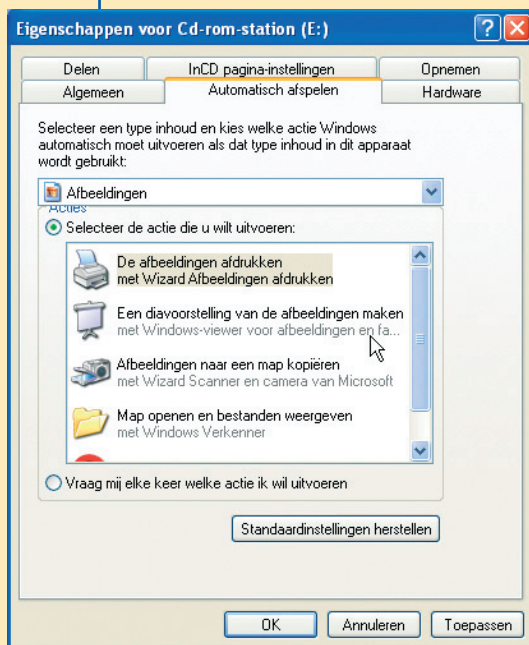 Eigenschappen voor Cd-rom-station (E:)
Delen
InCD pagina-instellingen
Opnemen
Algemeen
Automatisch afspelen
Hardware
Selecteer een type inhoud en kies welke actie Windows
automatisch moet uitvoeren als dat type inhoud in dit apparaat
wordt gebruikt:
Afbeeldingen
Acties
Selecteer de actie die u wilt uitvoeren:
De afbeeldingen afdrukken
met Wizard Afbeeldingen afdrukken
Een diavoorstelling van de afbeeldingen maken
met Windows-viewer voor afbeeldingen en fa...
Afbeeldingen naar een map kopiëren
met Wizard Scanner en camera van Microsoft
Map openen en bestanden weergeven
met Windows Verkenner
Vraag mij elke keer welke actie ik wil uitvoeren
Standaardinstellingen herstellen
OK
Annuleren
Toepassen